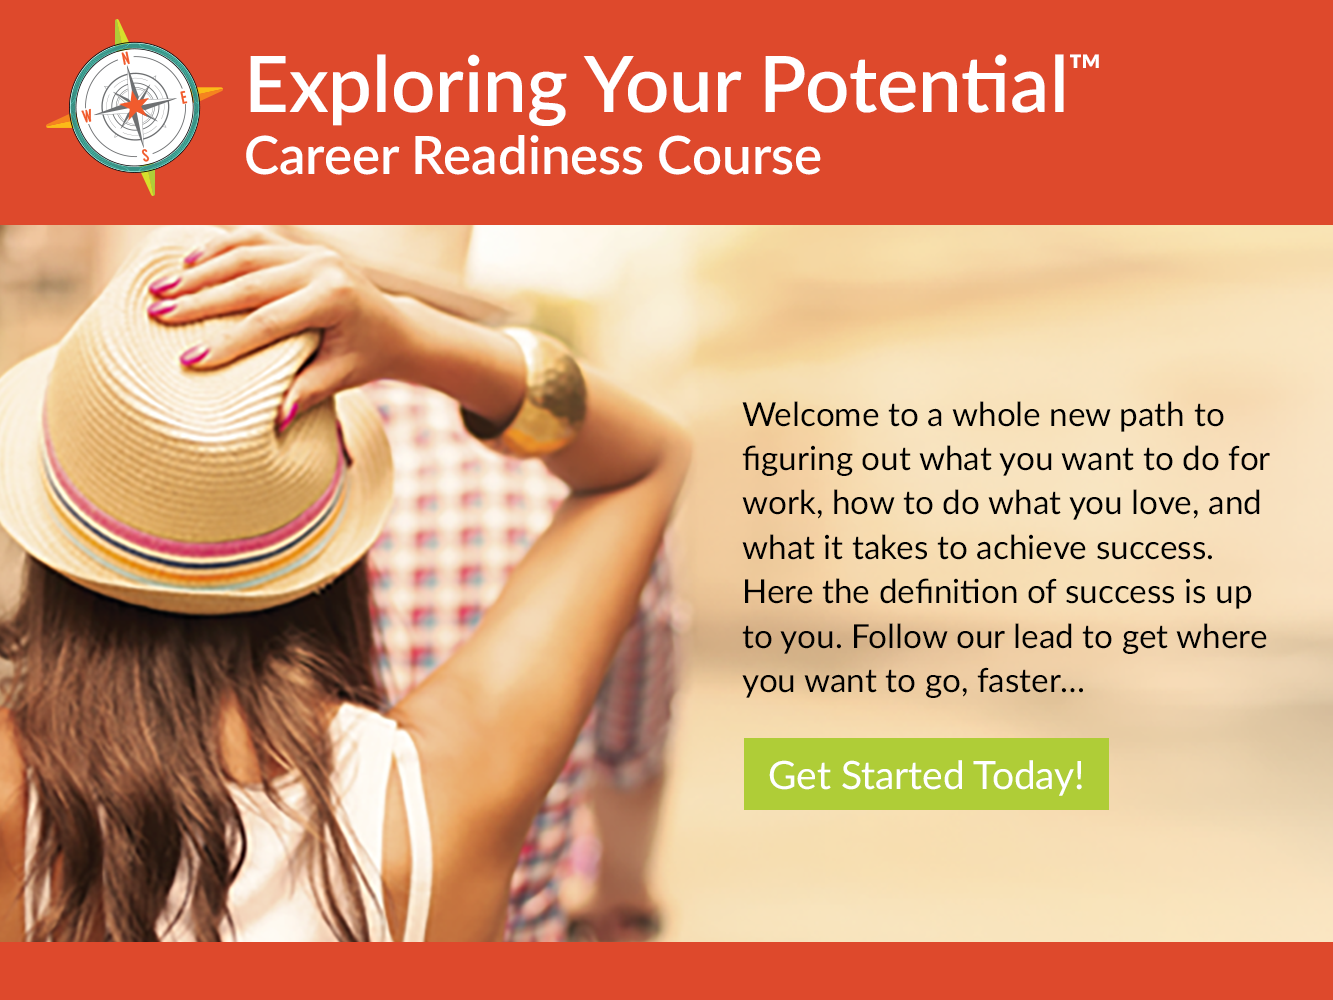 N
E
W
S
Exploring Your Potential™
Career Readiness Course
Welcome to a whole new path to
figuring out what you want to do for
work, how to do what you love, and
what it takes to achieve success.
Here the definition of success is up
to you. Follow our lead to get where
you want to go, faster...
Get Started Today!